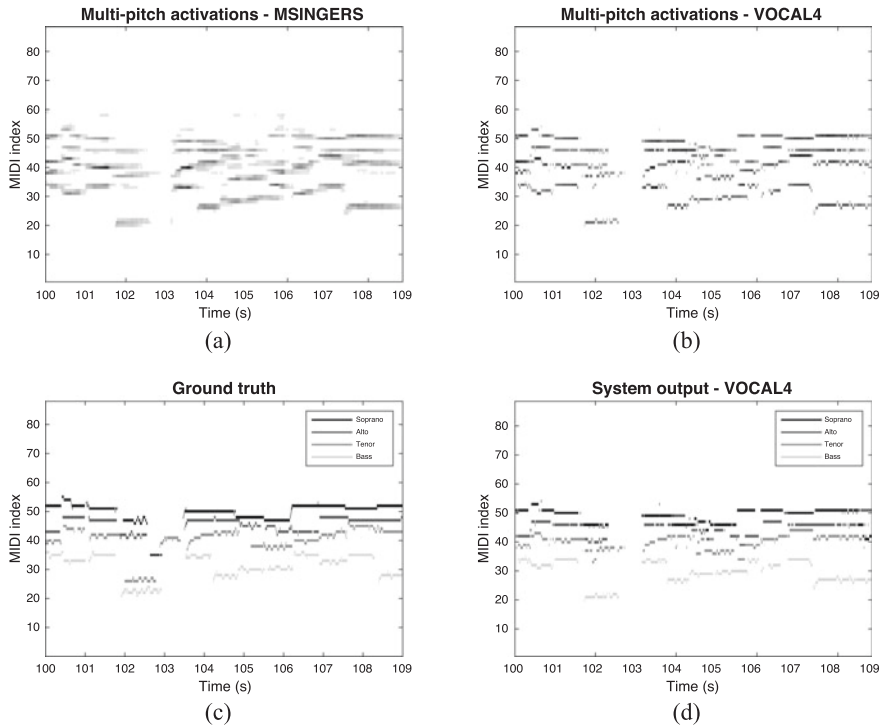 Multi-pitch activations - MSINGERS
MIDI index
80
70
60
50
40
30
20
10
100 101 102 103 104 105 106 107 108 109
Time (s)
(a)
Multi-pitch activations - VOCAL4
MIDI index
80
70
60
50
40
30
20
10
100 101 102 103 104 105 106 107 108 109
Time (s)
(b)
Ground truth
Soprano
Alto
Tenor
Bass
MIDI index
80
70
60
50
40
30
20
10
100 101 102 103 104 105 106 107 108 109
Time (s)
(c)
System output - VOCAL4
Soprano
Alto
Tenor
Bass
MIDI index
80
70
60
50
40
30
20
10
100 101 102 103 104 105 106 107 108 109
Time (s)
(d)